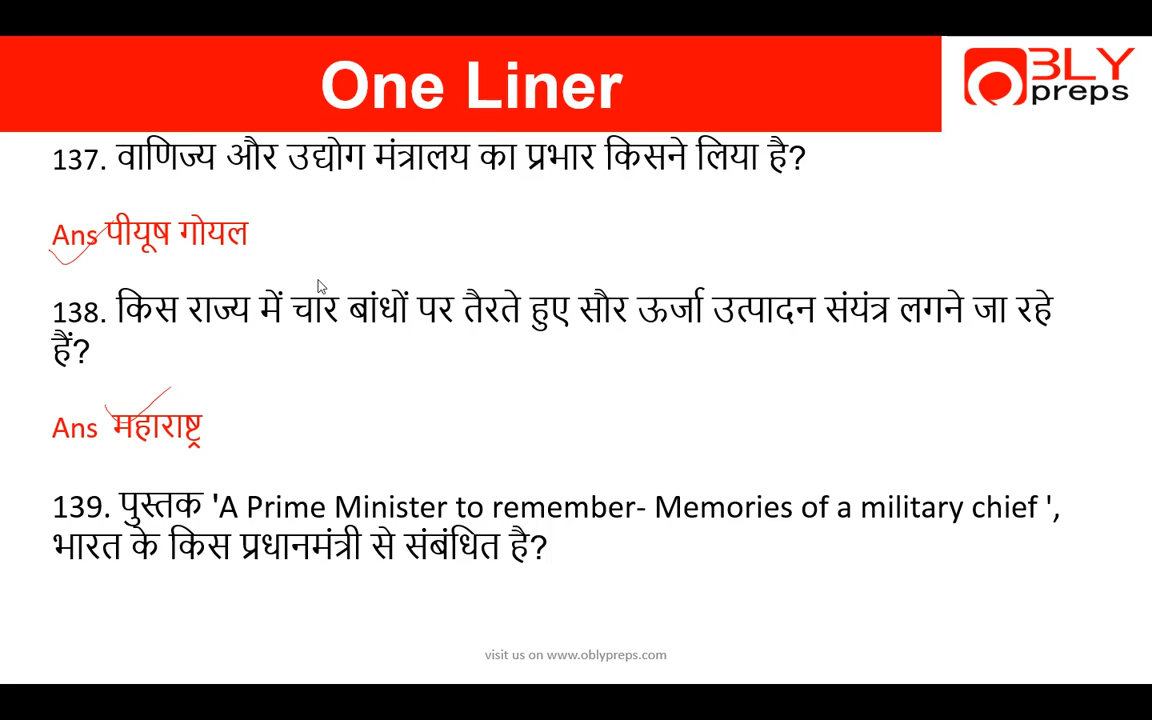 One Liner
BLY
preps
137. वाणिज्य और उद्योग मंत्रालय का प्रभार किसने लिया है?
Ans पीयूष गोयल
138. किस राज्य में चार बांधों पर तैरते हुए सौर ऊर्जा उत्पादन संयंत्र लगने जा रहे
हैं?
Ans महाराष्ट्र
139. पुस्तक 'A Prime Minister to remember- Memories of a military chief ',
भारत के किस प्रधानमंत्री से संबंधित है?
visit us on www.oblypreps.com